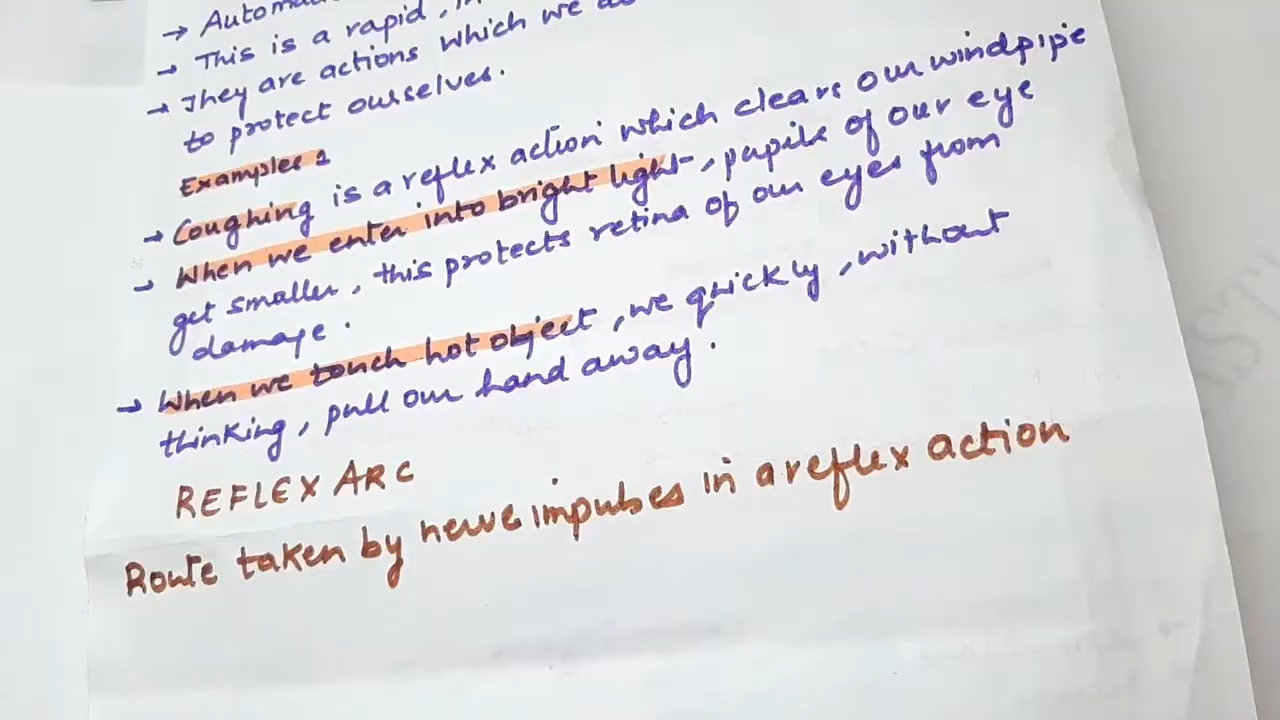 → Automa
→ This is a rapid, in
→ They are actions which we do
to protect ourselves.
Examples :
→ Coughing is a reflex action which clears our windpipe
→ When we enter into bright light, pupils of our eye
get smaller, this protects retina of our eyes from
damage.
→ When we touch hot object, we quickly, without
thinking, pull our hand away.
REFLEX ARC
Route taken by nerve impulses in a reflex action